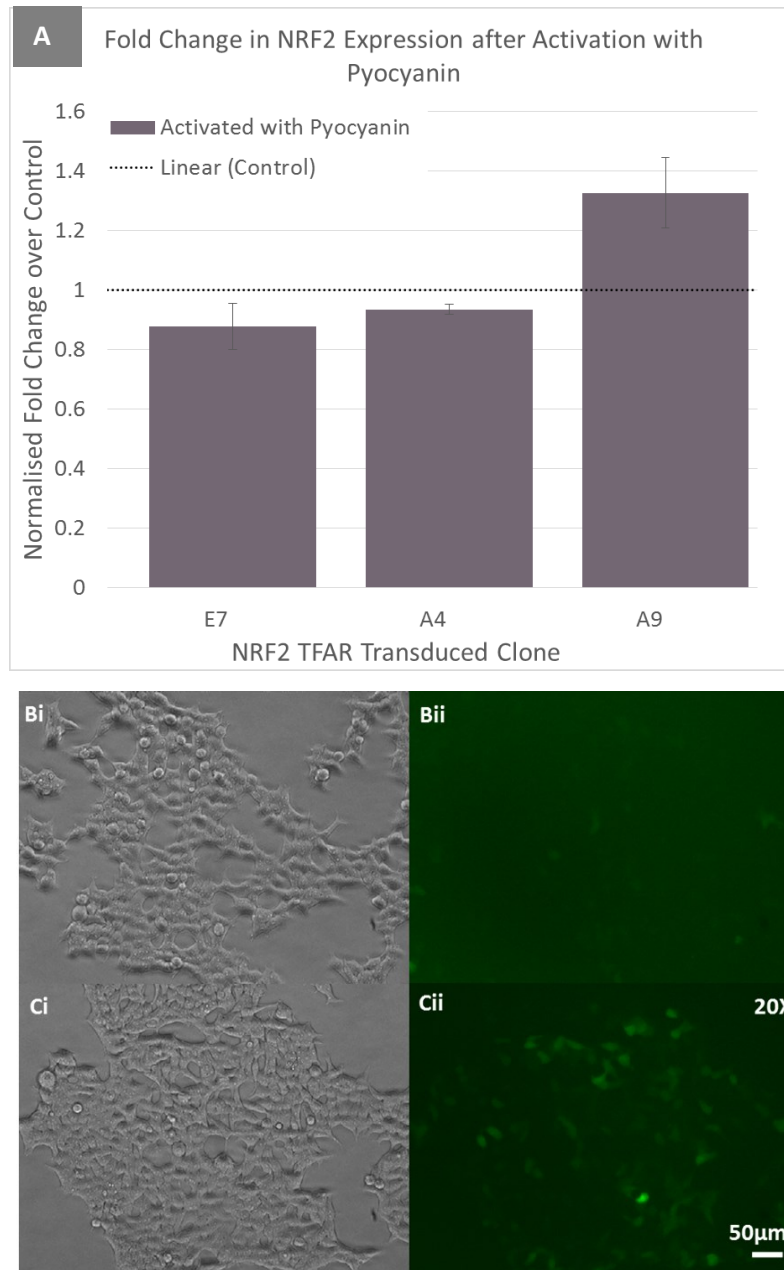 A
Fold Change in NRF2 Expression after Activation with
Pyocyanin
Normalised Fold Change over Control
1.6
1.4
1.2
1
0.8
0.6
0.4
0.2
0
Activated with Pyocyanin
Linear (Control)
E7 A4 A9
NRF2 TFAR Transduced Clone
Bi
Bii
Ci
Cii
20X
50µm